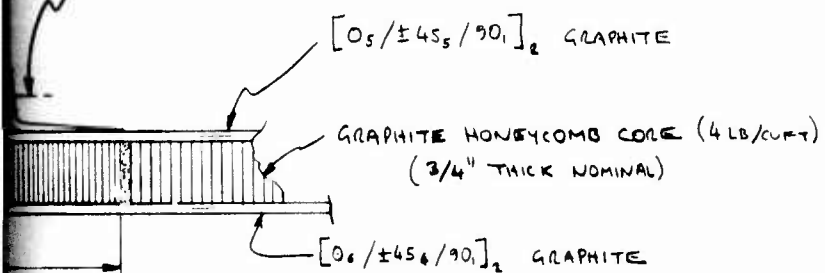 [0₅/±45₅/90₁]₂ GRAPHITE
GRAPHITE HONEYCOMB CORE (4 LB/CUFT)
(3/4" THICK NOMINAL)
[0₆/±45₆/90₁]₂ GRAPHITE